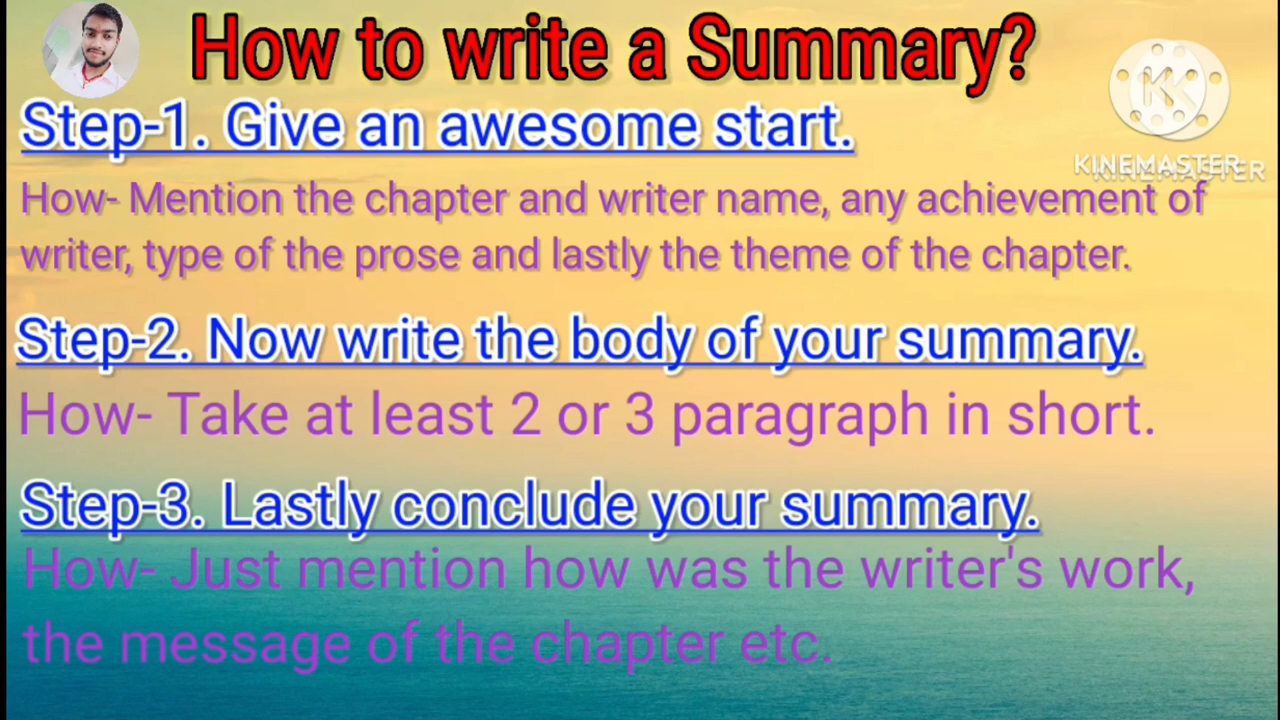 How to write a Summary?
KINEMASTER
KINEMASTER
Step-1. Give an awesome start.
How- Mention the chapter and writer name, any achievement of
writer, type of the prose and lastly the theme of the chapter.
Step-2. Now write the body of your summary.
How- Take at least 2 or 3 paragraph in short.
Step-3. Lastly conclude your summary.
How- Just mention how was the writer's work,
the message of the chapter etc.